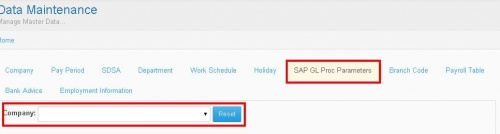 Data Maintenance
Manage Master Data...
Home
Company Pay Period SDSA Department Work Schedule Holiday SAP GL Proc Parameters Branch Code Payroll Table
Bank Advice Employment Information
Company: Reset